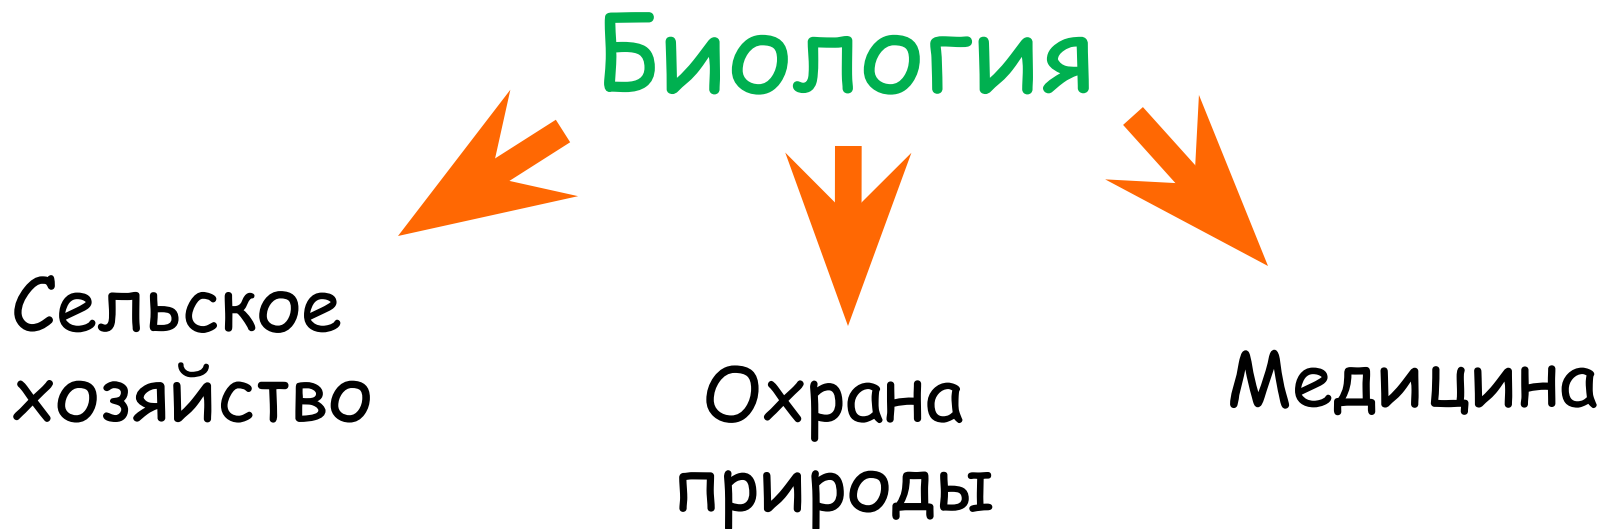 Биология
Сельское
хозяйство
Охрана
природы
Медицина